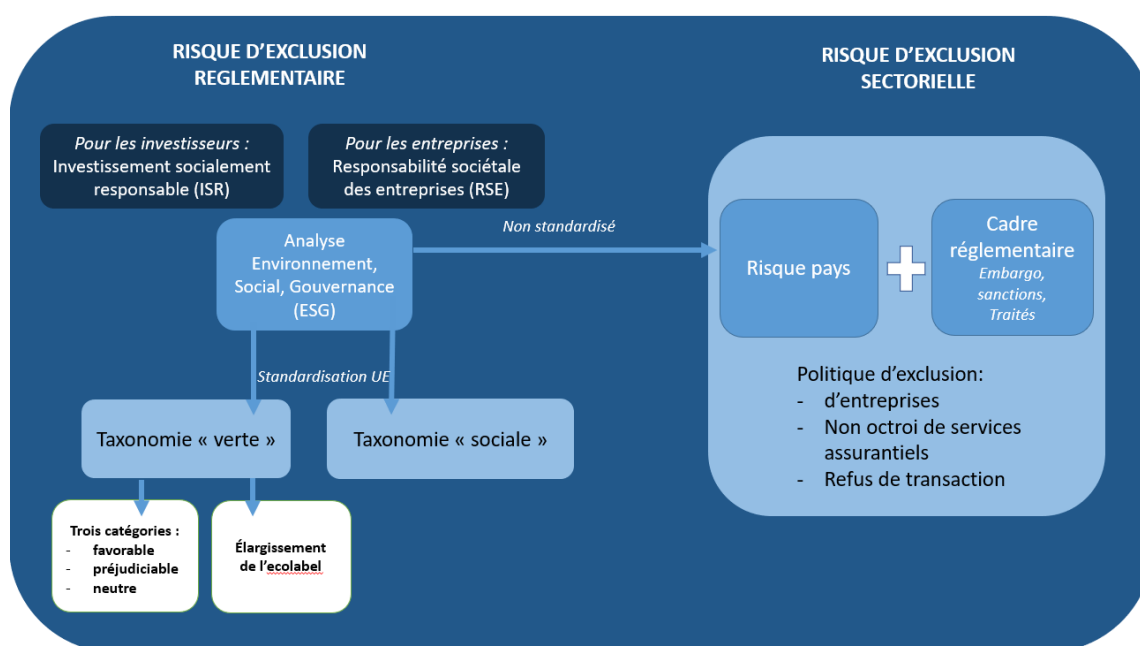 RISQUE D'EXCLUSION
REGLEMENTAIRE
Pour les investisseurs :
Investissement socialement
responsable (ISR)
Pour les entreprises :
Responsabilité sociétale
des entreprises (RSE)
Analyse
Environnement,
Social, Gouvernance
(ESG)
Non standardisé
Standardisation UE
Taxonomie « verte »
Taxonomie « sociale »
Trois catégories :
- favorable
- préjudiciable
- neutre
Élargissement
de l'ecolabel
RISQUE D'EXCLUSION
SECTORIELLE
Risque pays
Cadre
réglementaire
Embargo,
sanctions,
Traités
Politique d'exclusion:
- d'entreprises
- Non octroi de services
assurantiels
- Refus de transaction